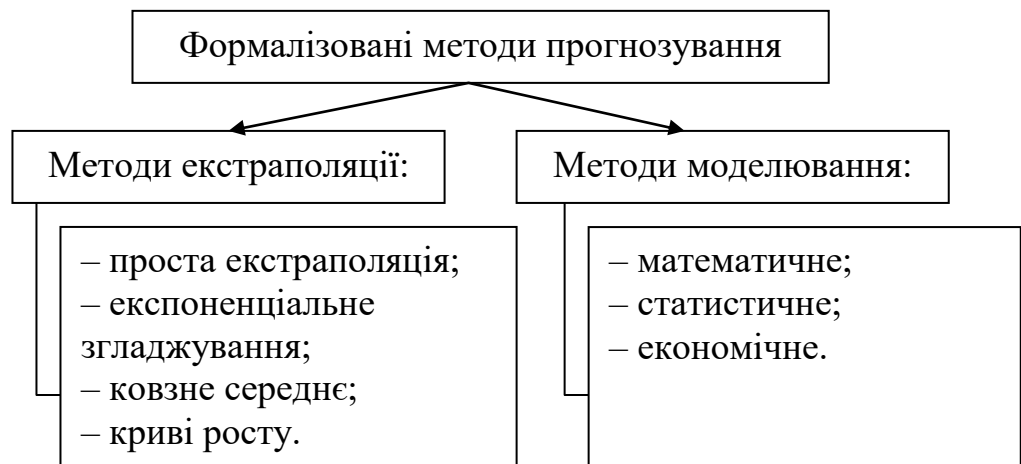 Формалізовані методи прогнозування
Методи екстраполяції:
– проста екстраполяція;
– експоненціальне
згладжування;
– ковзне середнє;
– криві росту.
Методи моделювання:
– математичне;
– статистичне;
– економічне.